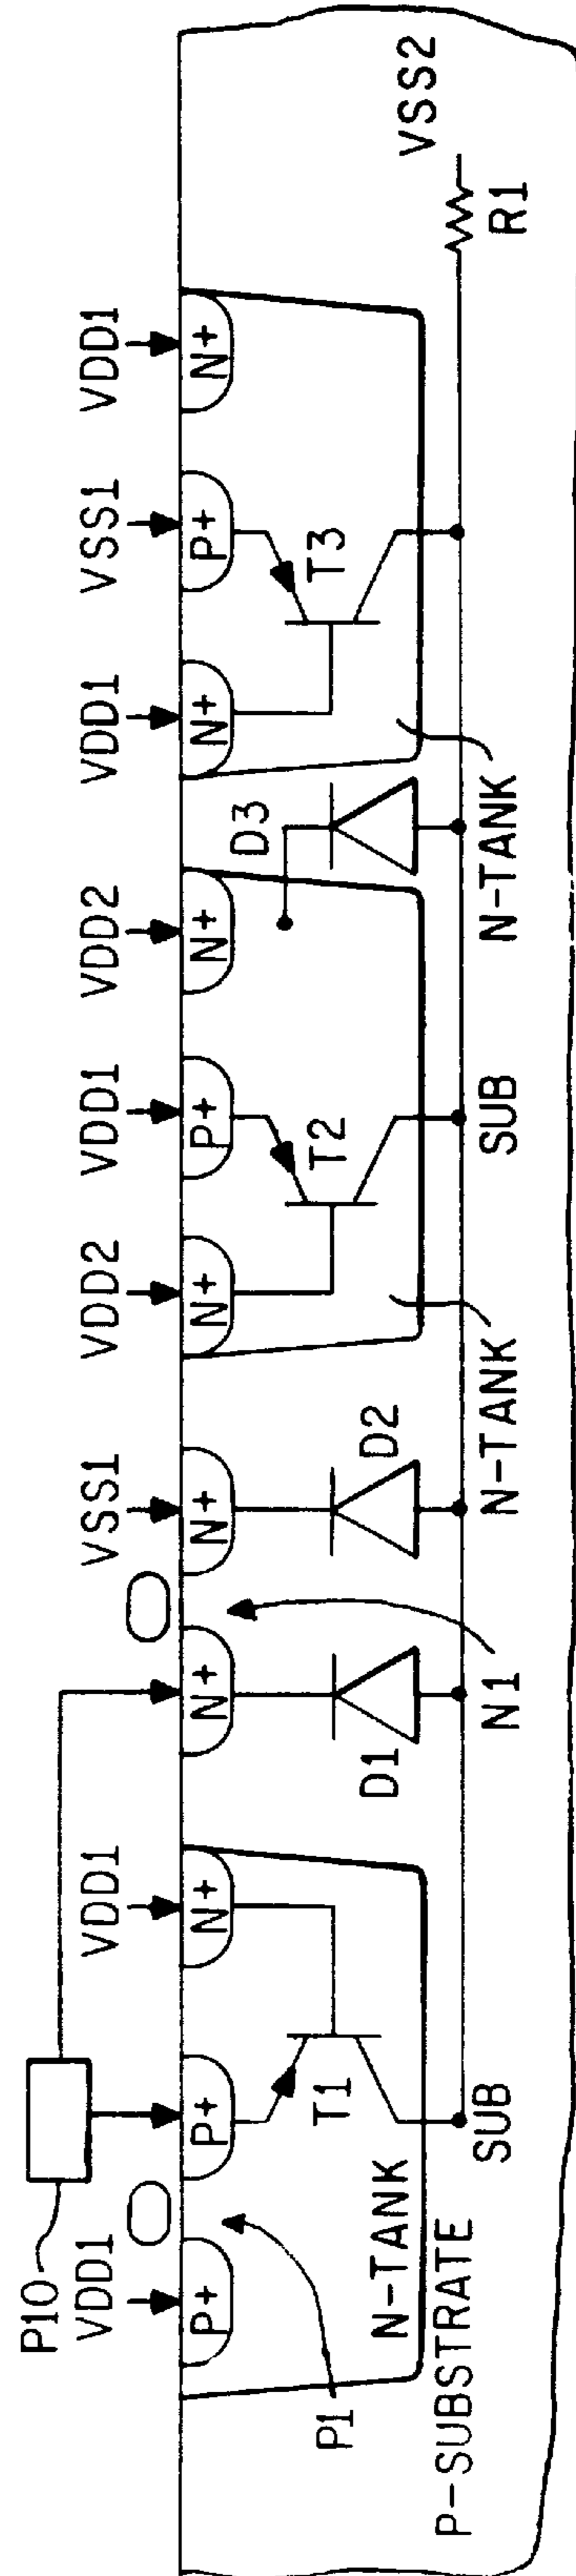 P10
VDD1
VDD1
VSS1
VDD2
VDD1
VDD2
VDD1
VSS1
VDD1
P+
P+
N+
N+
N+
N+
P+
N+
N+
P+
N+
T1
D1
D2
T2
D3
T3
VSS2
R1
P1
N-TANK
P-SUBSTRATE
SUB
N1
N-TANK
SUB
N-TANK